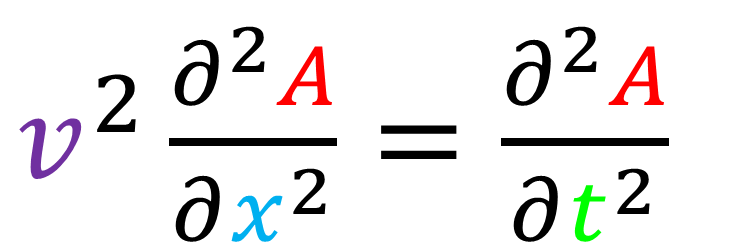 v² ∂²A/∂x² = ∂²A/∂t²